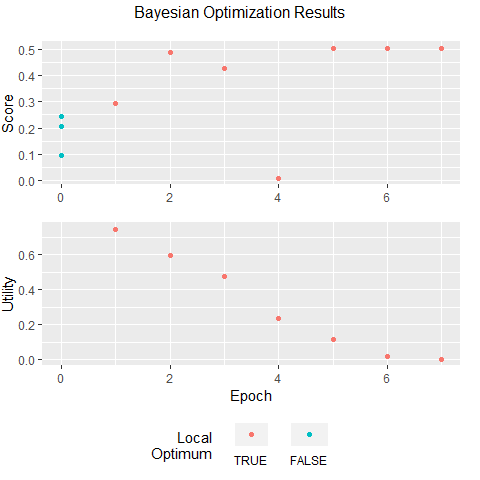 Bayesian Optimization Results
Score
0.5
0.4
0.3
0.2
0.1
0.0
0 2 4 6
Utility
0.6
0.4
0.2
0.0
0 2 4 6
Epoch
Local
Optimum
TRUE FALSE